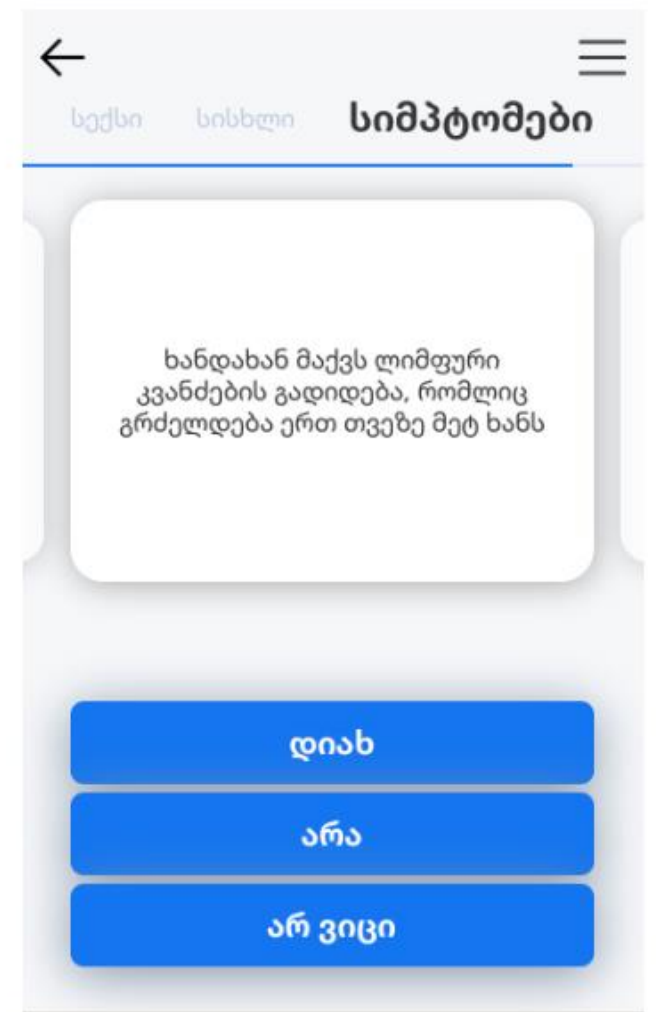 სექსი სისხლი სიმპტომები
ხანდახან მაქვს ლიმფური
კვანძების გადიდება, რომლიც
გრძელდება ერთ თვეზე მეტ ხანს
დიახ
არა
არ ვიცი